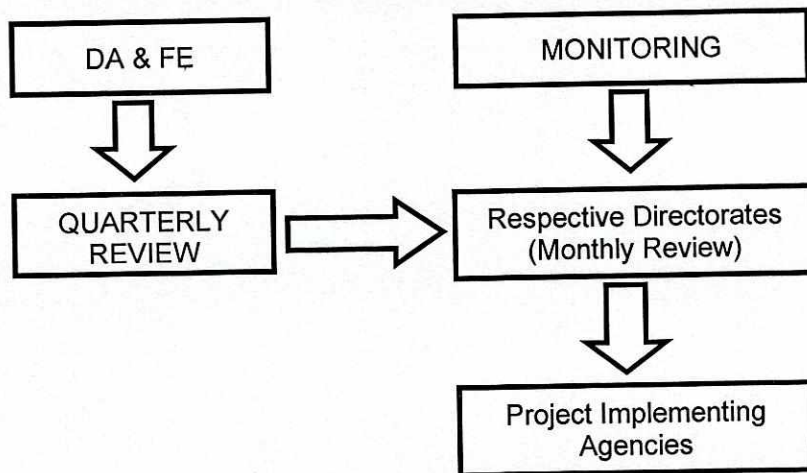 DA & FE
MONITORING
QUARTERLY
REVIEW
Respective Directorates
(Monthly Review)
Project Implementing
Agencies